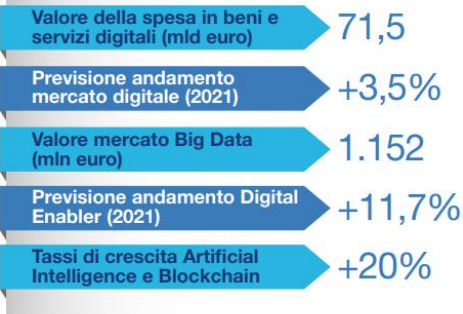 Valore della spesa in beni e
servizi digitali (mld euro)
71,5
Previsione andamento
mercato digitale (2021)
+3,5%
Valore mercato Big Data
(mln euro)
1.152
Previsione andamento Digital
Enabler (2021)
+11,7%
Tassi di crescita Artificial
Intelligence e Blockchain
+20%